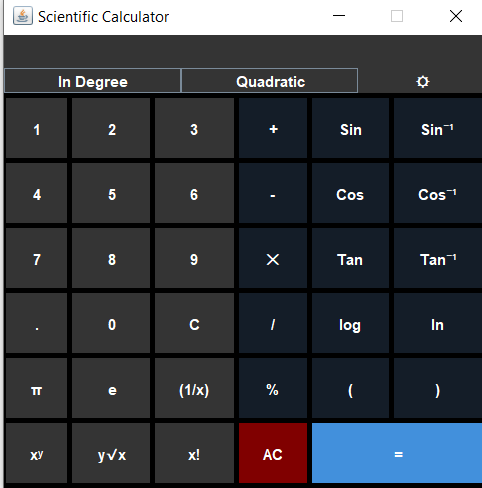 Scientific Calculator
In Degree Quadratic
1 2 3 + Sin Sin⁻¹
4 5 6 - Cos Cos⁻¹
7 8 9 × Tan Tan⁻¹
. 0 C / log ln
π e (1/x) % ( )
xʸ y√x x! AC =